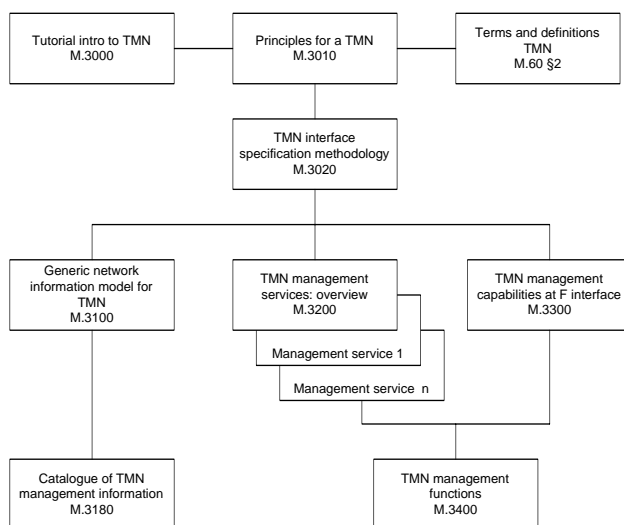 Tutorial intro to TMN
M.3000
Principles for a TMN
M.3010
Terms and definitions
TMN
M.60 §2
TMN interface
specification methodology
M.3020
Generic network
information model for
TMN
M.3100
TMN management
services: overview
M.3200
Management service 1
Management service n
TMN management
capabilities at F interface
M.3300
Catalogue of TMN
management information
M.3180
TMN management
functions
M.3400